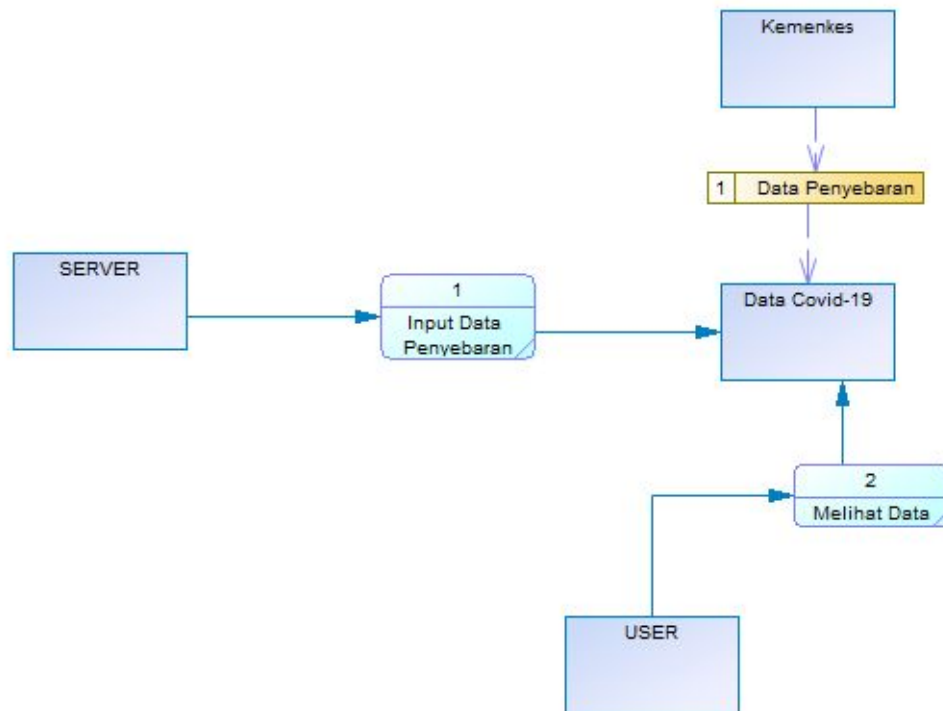 Kemenkes
1 Data Penyebaran
SERVER
1
Input Data
Penyebaran
Data Covid-19
2
Melihat Data
USER